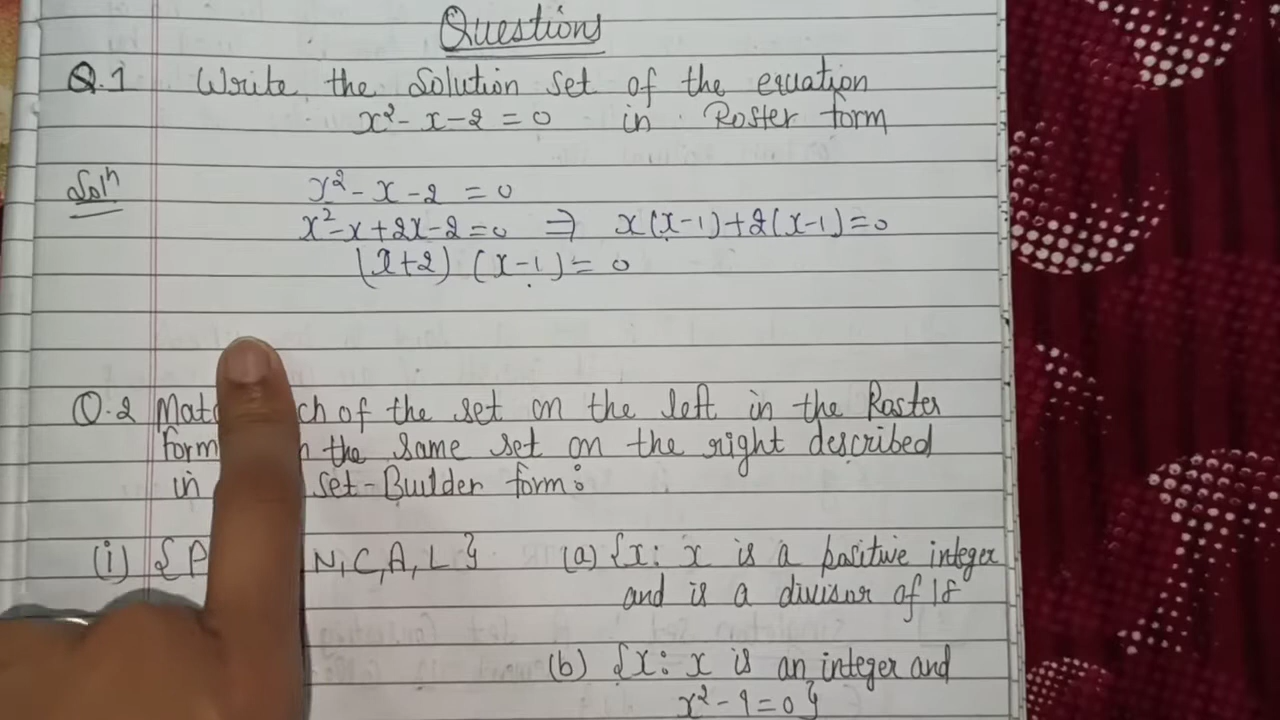 Questions
Q.1 Write the Solution set of the equation
x²- x-2 = 0 in Roster form
Solⁿ
x²- x -2 = 0
x²-x+2x-2=0 ⇒ x(x-1)+2(x-1)=0
(x+2) (x-1)= 0
Q.2 of the set on the left in the Roster
form the same set on the right described
in set-Builder form:
(i) { N, C, A, L } (a) {x: x is a positive integer
and is a divisor of 18
(b) {x: x is an integer and
x²-9=0}